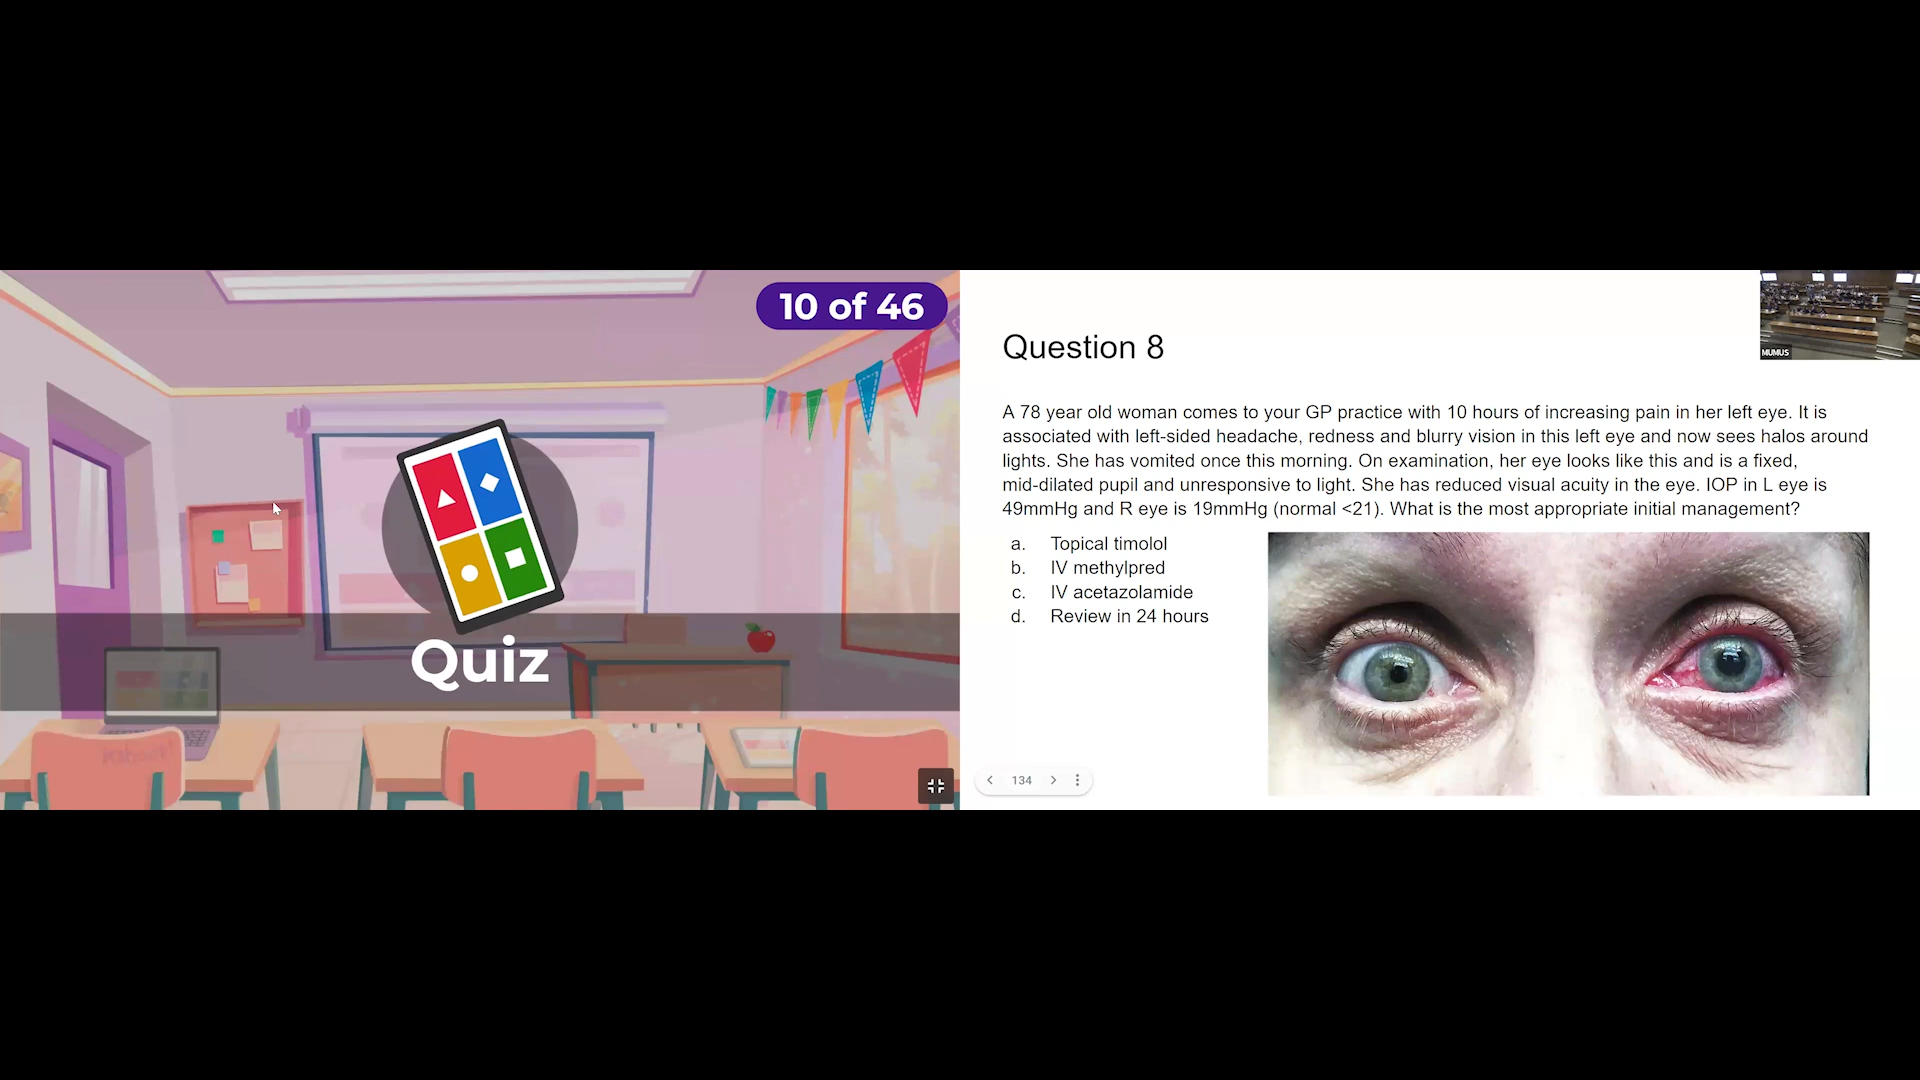 10 of 46
Quiz
MUMUS
Question 8
A 78 year old woman comes to your GP practice with 10 hours of increasing pain in her left eye. It is
associated with left-sided headache, redness and blurry vision in this left eye and now sees halos around
lights. She has vomited once this morning. On examination, her eye looks like this and is a fixed,
mid-dilated pupil and unresponsive to light. She has reduced visual acuity in the eye. IOP in L eye is
49mmHg and R eye is 19mmHg (normal <21). What is the most appropriate initial management?
a. Topical timolol
b. IV methylpred
c. IV acetazolamide
d. Review in 24 hours
134
Kahoot!